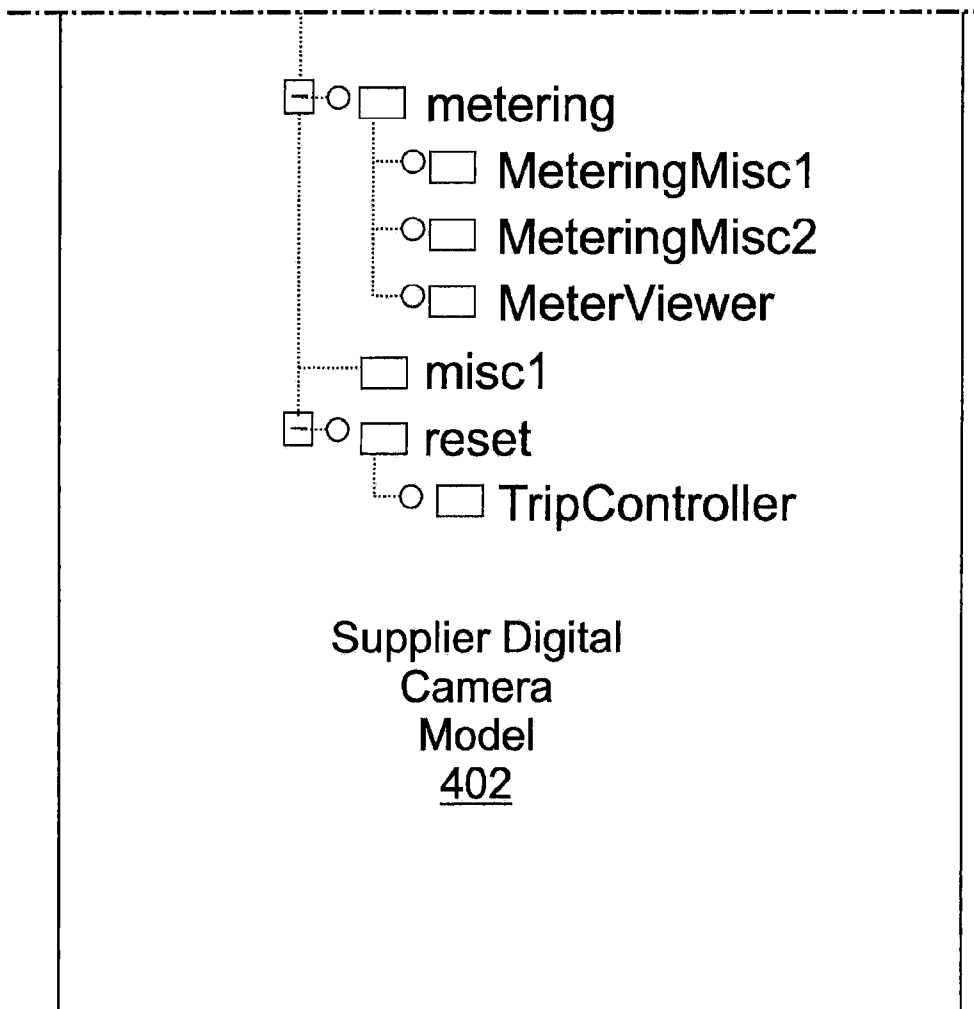 metering
MeteringMisc1
MeteringMisc2
MeterViewer
misc1
reset
TripController
Supplier Digital
Camera
Model
402